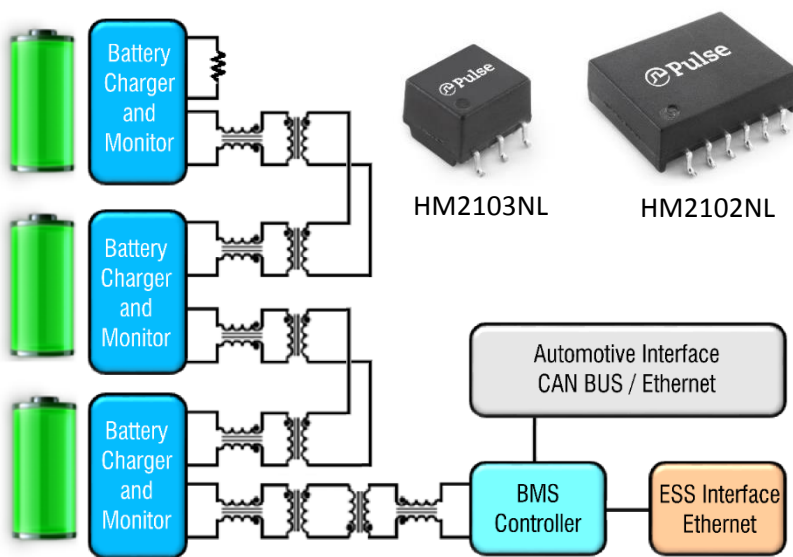 Battery
Charger
and
Monitor
Pulse
Pulse
HM2103NL
HM2102NL
Battery
Charger
and
Monitor
Automotive Interface
CAN BUS / Ethernet
Battery
Charger
and
Monitor
BMS
Controller
ESS Interface
Ethernet